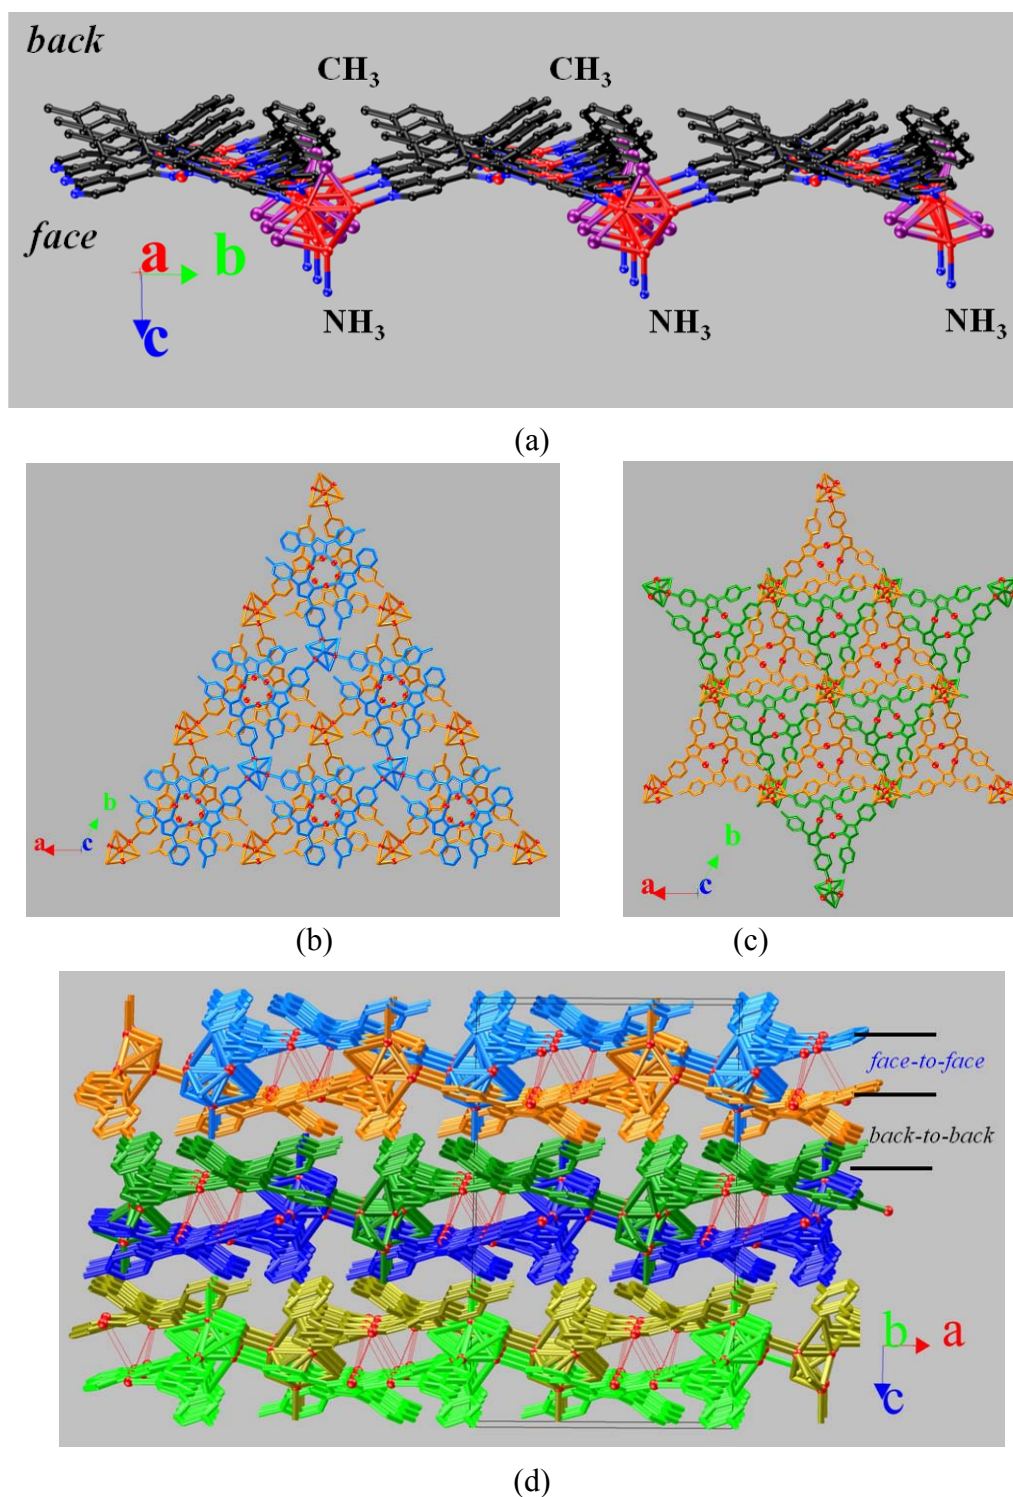 back
CH₃ CH₃
face
a b
c
NH₃ NH₃ NH₃
(a)
b
a c
b
a c
(b) (c)
face-to-face
back-to-back
b a
c
(d)